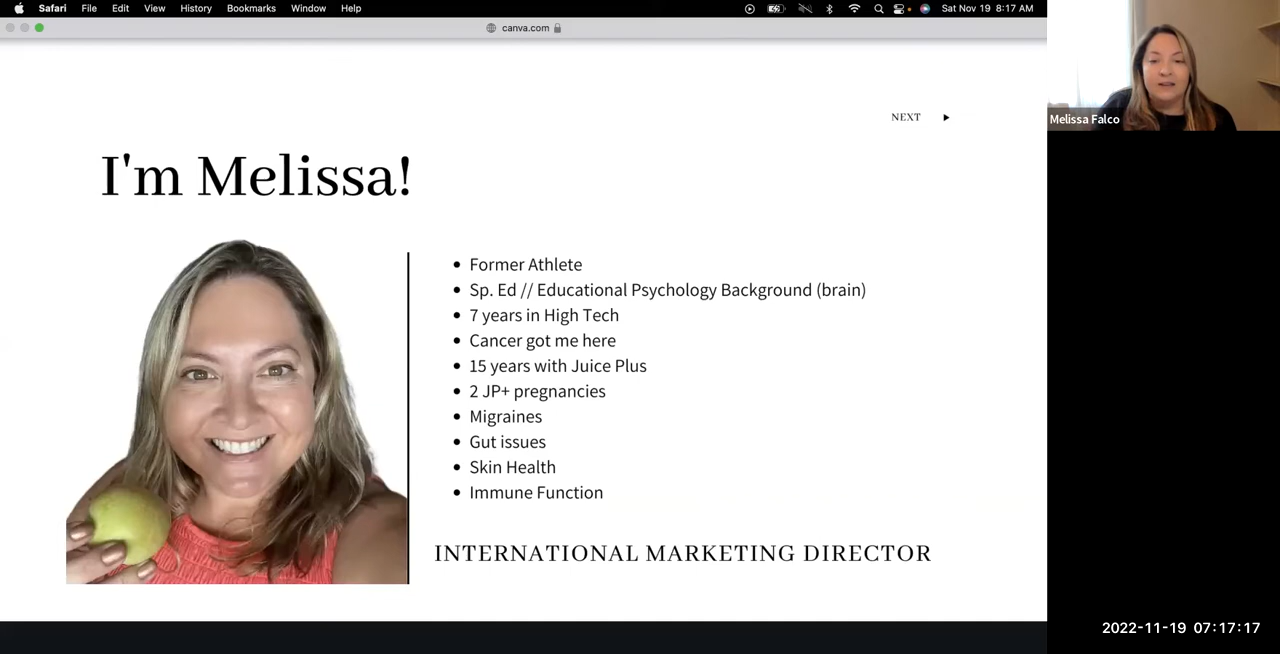 Safari File Edit View History Bookmarks Window Help Sat Nov 19 8:17 AM
canva.com
Melissa Falco
NEXT
I'm Melissa!
• Former Athlete
• Sp. Ed // Educational Psychology Background (brain)
• 7 years in High Tech
• Cancer got me here
• 15 years with Juice Plus
• 2 JP+ pregnancies
• Migraines
• Gut issues
• Skin Health
• Immune Function
INTERNATIONAL MARKETING DIRECTOR
2022-11-19 07:17:17